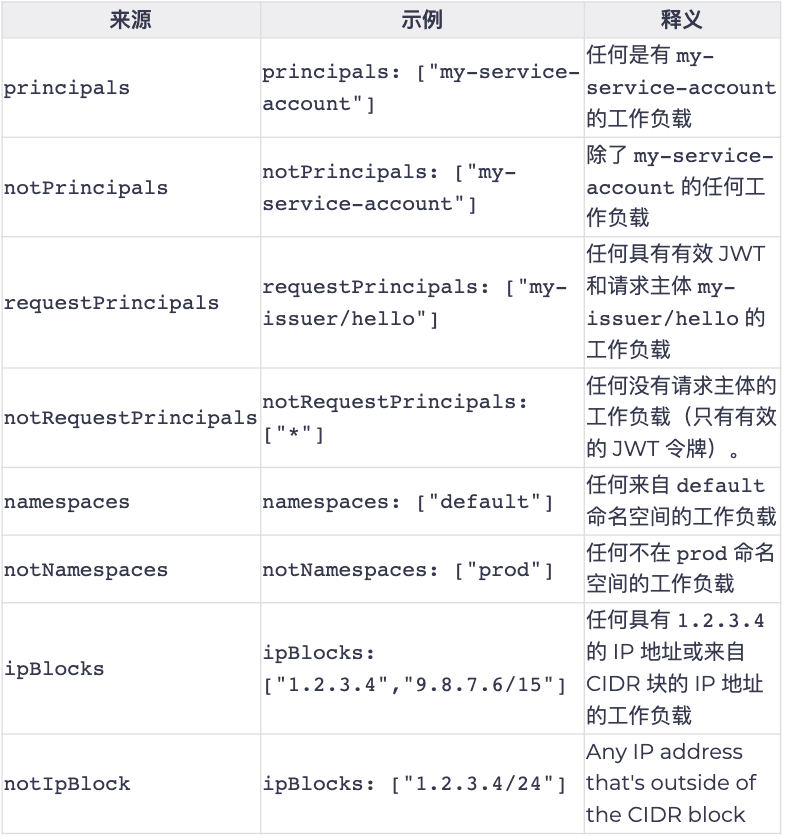 来源 示例 释义
principals
principals: ["my-service-
account"]
任何是有 my-
service-account
的工作负载
notPrincipals
notPrincipals: ["my-
service-account"]
除了 my-service-
account 的任何工
作负载
requestPrincipals
requestPrincipals: ["my-
issuer/hello"]
任何具有有效 JWT
和请求主体 my-
issuer/hello 的
工作负载
notRequestPrincipals
notRequestPrincipals:
["*"]
任何没有请求主体的
工作负载（只有有效
的 JWT 令牌）。
namespaces
namespaces: ["default"]
任何来自 default
命名空间的工作负载
notNamespaces
notNamespaces: ["prod"]
任何不在 prod 命名
空间的工作负载
ipBlocks
ipBlocks:
["1.2.3.4","9.8.7.6/15"]
任何具有 1.2.3.4
的 IP 地址或来自
CIDR 块的 IP 地址
的工作负载
notIpBlock
ipBlocks: ["1.2.3.4/24"]
Any IP address
that's outside of
the CIDR block